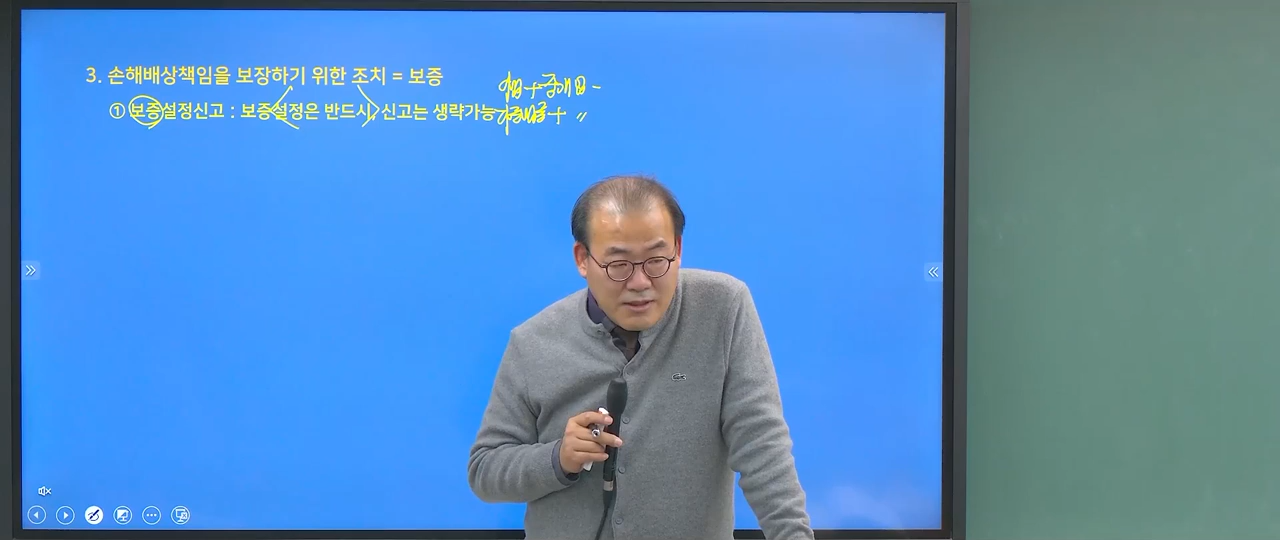 3. 손해배상책임을 보장하기 위한 조치 = 보증
① 보증설정신고 : 보증설정은 반드시, 신고는 생략가능